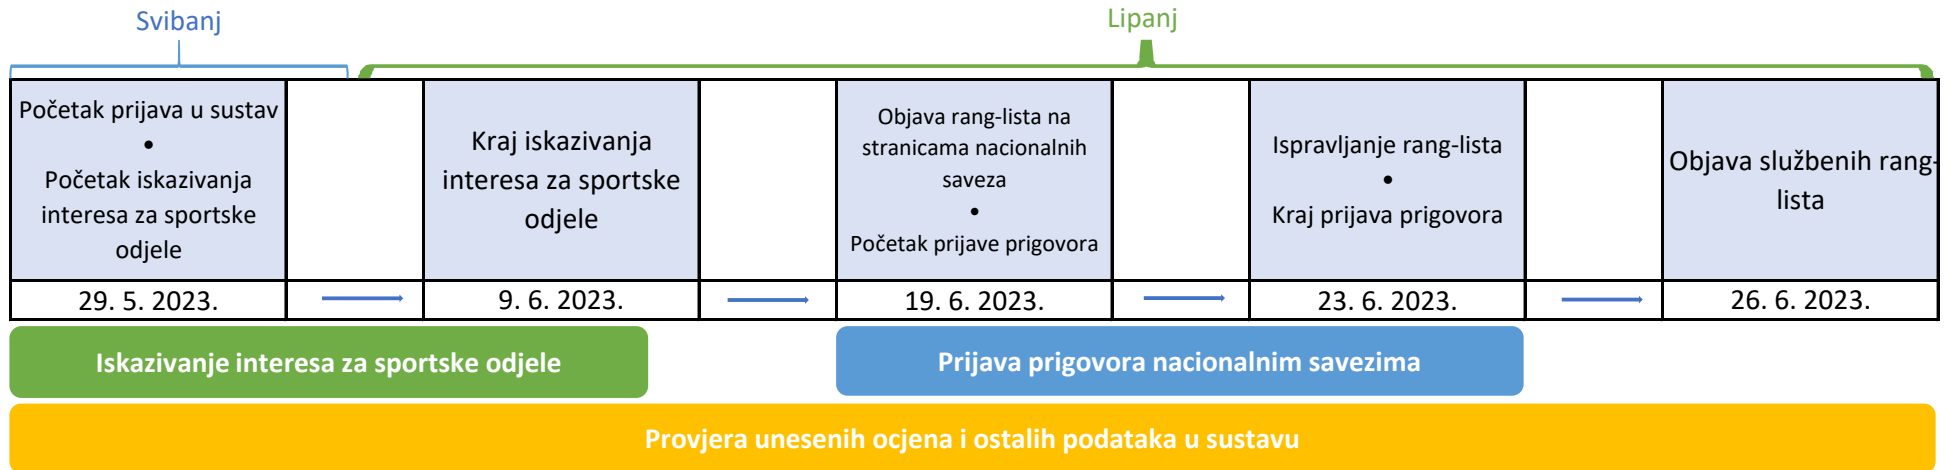 Svibanj
Lipanj
Početak prijava u sustav
•
Početak iskazivanja
interesa za sportske
odjele
Kraj iskazivanja
interesa za sportske
odjele
Objava rang-lista na
stranicama nacionalnih
saveza
•
Početak prijave prigovora
Ispravljanje rang-lista
•
Kraj prijava prigovora
Objava službenih rang-
lista
29. 5. 2023.
9. 6. 2023.
19. 6. 2023.
23. 6. 2023.
26. 6. 2023.
Iskazivanje interesa za sportske odjele
Prijava prigovora nacionalnim savezima
Provjera unesenih ocjena i ostalih podataka u sustavu